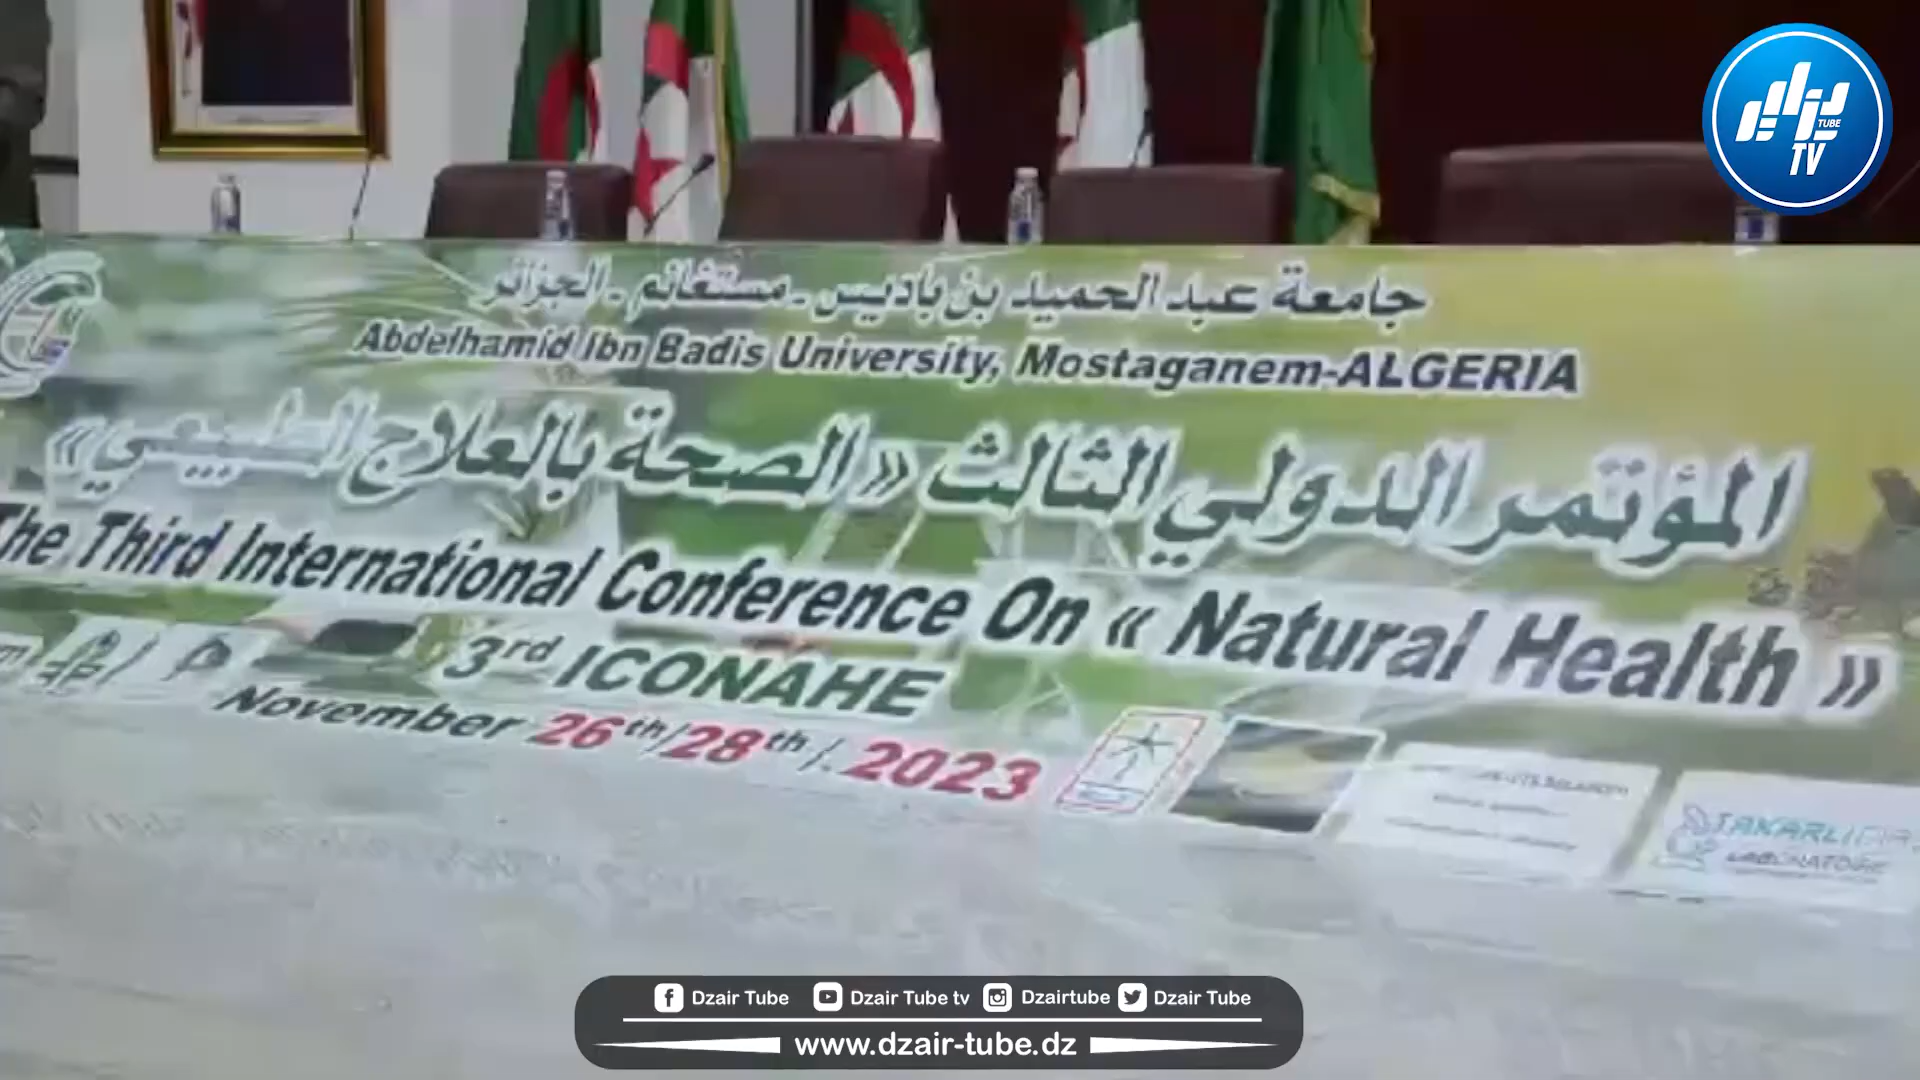 TUBE
TV
جامعة عبد الحميد بن باديس - مستغانم - الجزائر
Abdelhamid Ibn Badis University, Mostaganem-ALGERIA
المؤتمر الدولي الثالث « الصحة بالعلاج الطبيعي »
The Third International Conference On « Natural Health »
3rd ICONAHE
November 26th/28th/. 2023
Dzair Tube Dzair Tube tv Dzairtube Dzair Tube
www.dzair-tube.dz